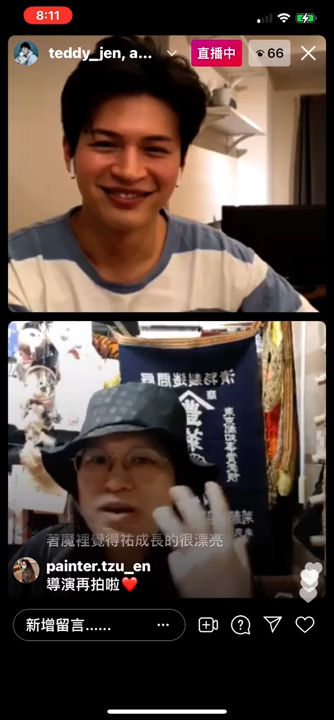 8:11
teddy_jen, a...
直播中
66
著魔裡覺得祐成長的很漂亮
painter.tzu_en
導演再拍啦❤️
新增留言......